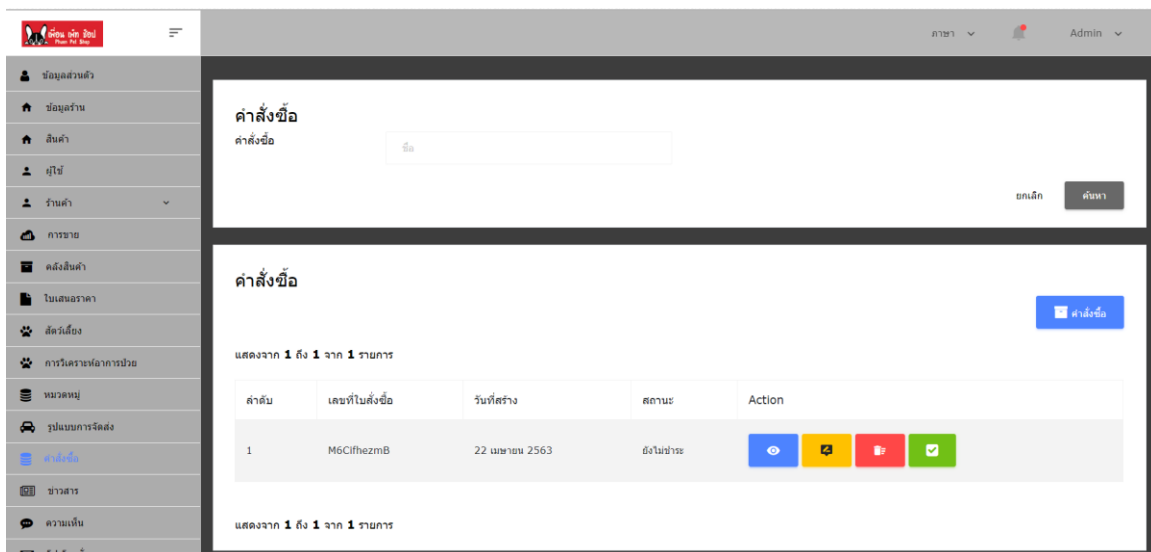 เพื่อน พัก ช้อป
Phuen Pet Shop
ภาษา
Admin
ข้อมูลส่วนตัว
ข้อมูลร้าน
สินค้า
ผู้ใช้
ร้านค้า
การขาย
คลังสินค้า
ใบเสนอราคา
สัตว์เลี้ยง
การวิเคราะห์อาการป่วย
หมวดหมู่
รูปแบบการจัดส่ง
คำสั่งซื้อ
ข่าวสาร
ความเห็น
คำสั่งซื้อ
คำสั่งซื้อ
ชื่อ
ยกเลิก
ค้นหา
คำสั่งซื้อ
คำสั่งซื้อ
แสดงจาก 1 ถึง 1 จาก 1 รายการ
ลำดับ เลขที่ใบสั่งซื้อ วันที่สร้าง สถานะ Action
1 M6CIfhezmB 22 เมษายน 2563 ยังไม่ชำระ
แสดงจาก 1 ถึง 1 จาก 1 รายการ